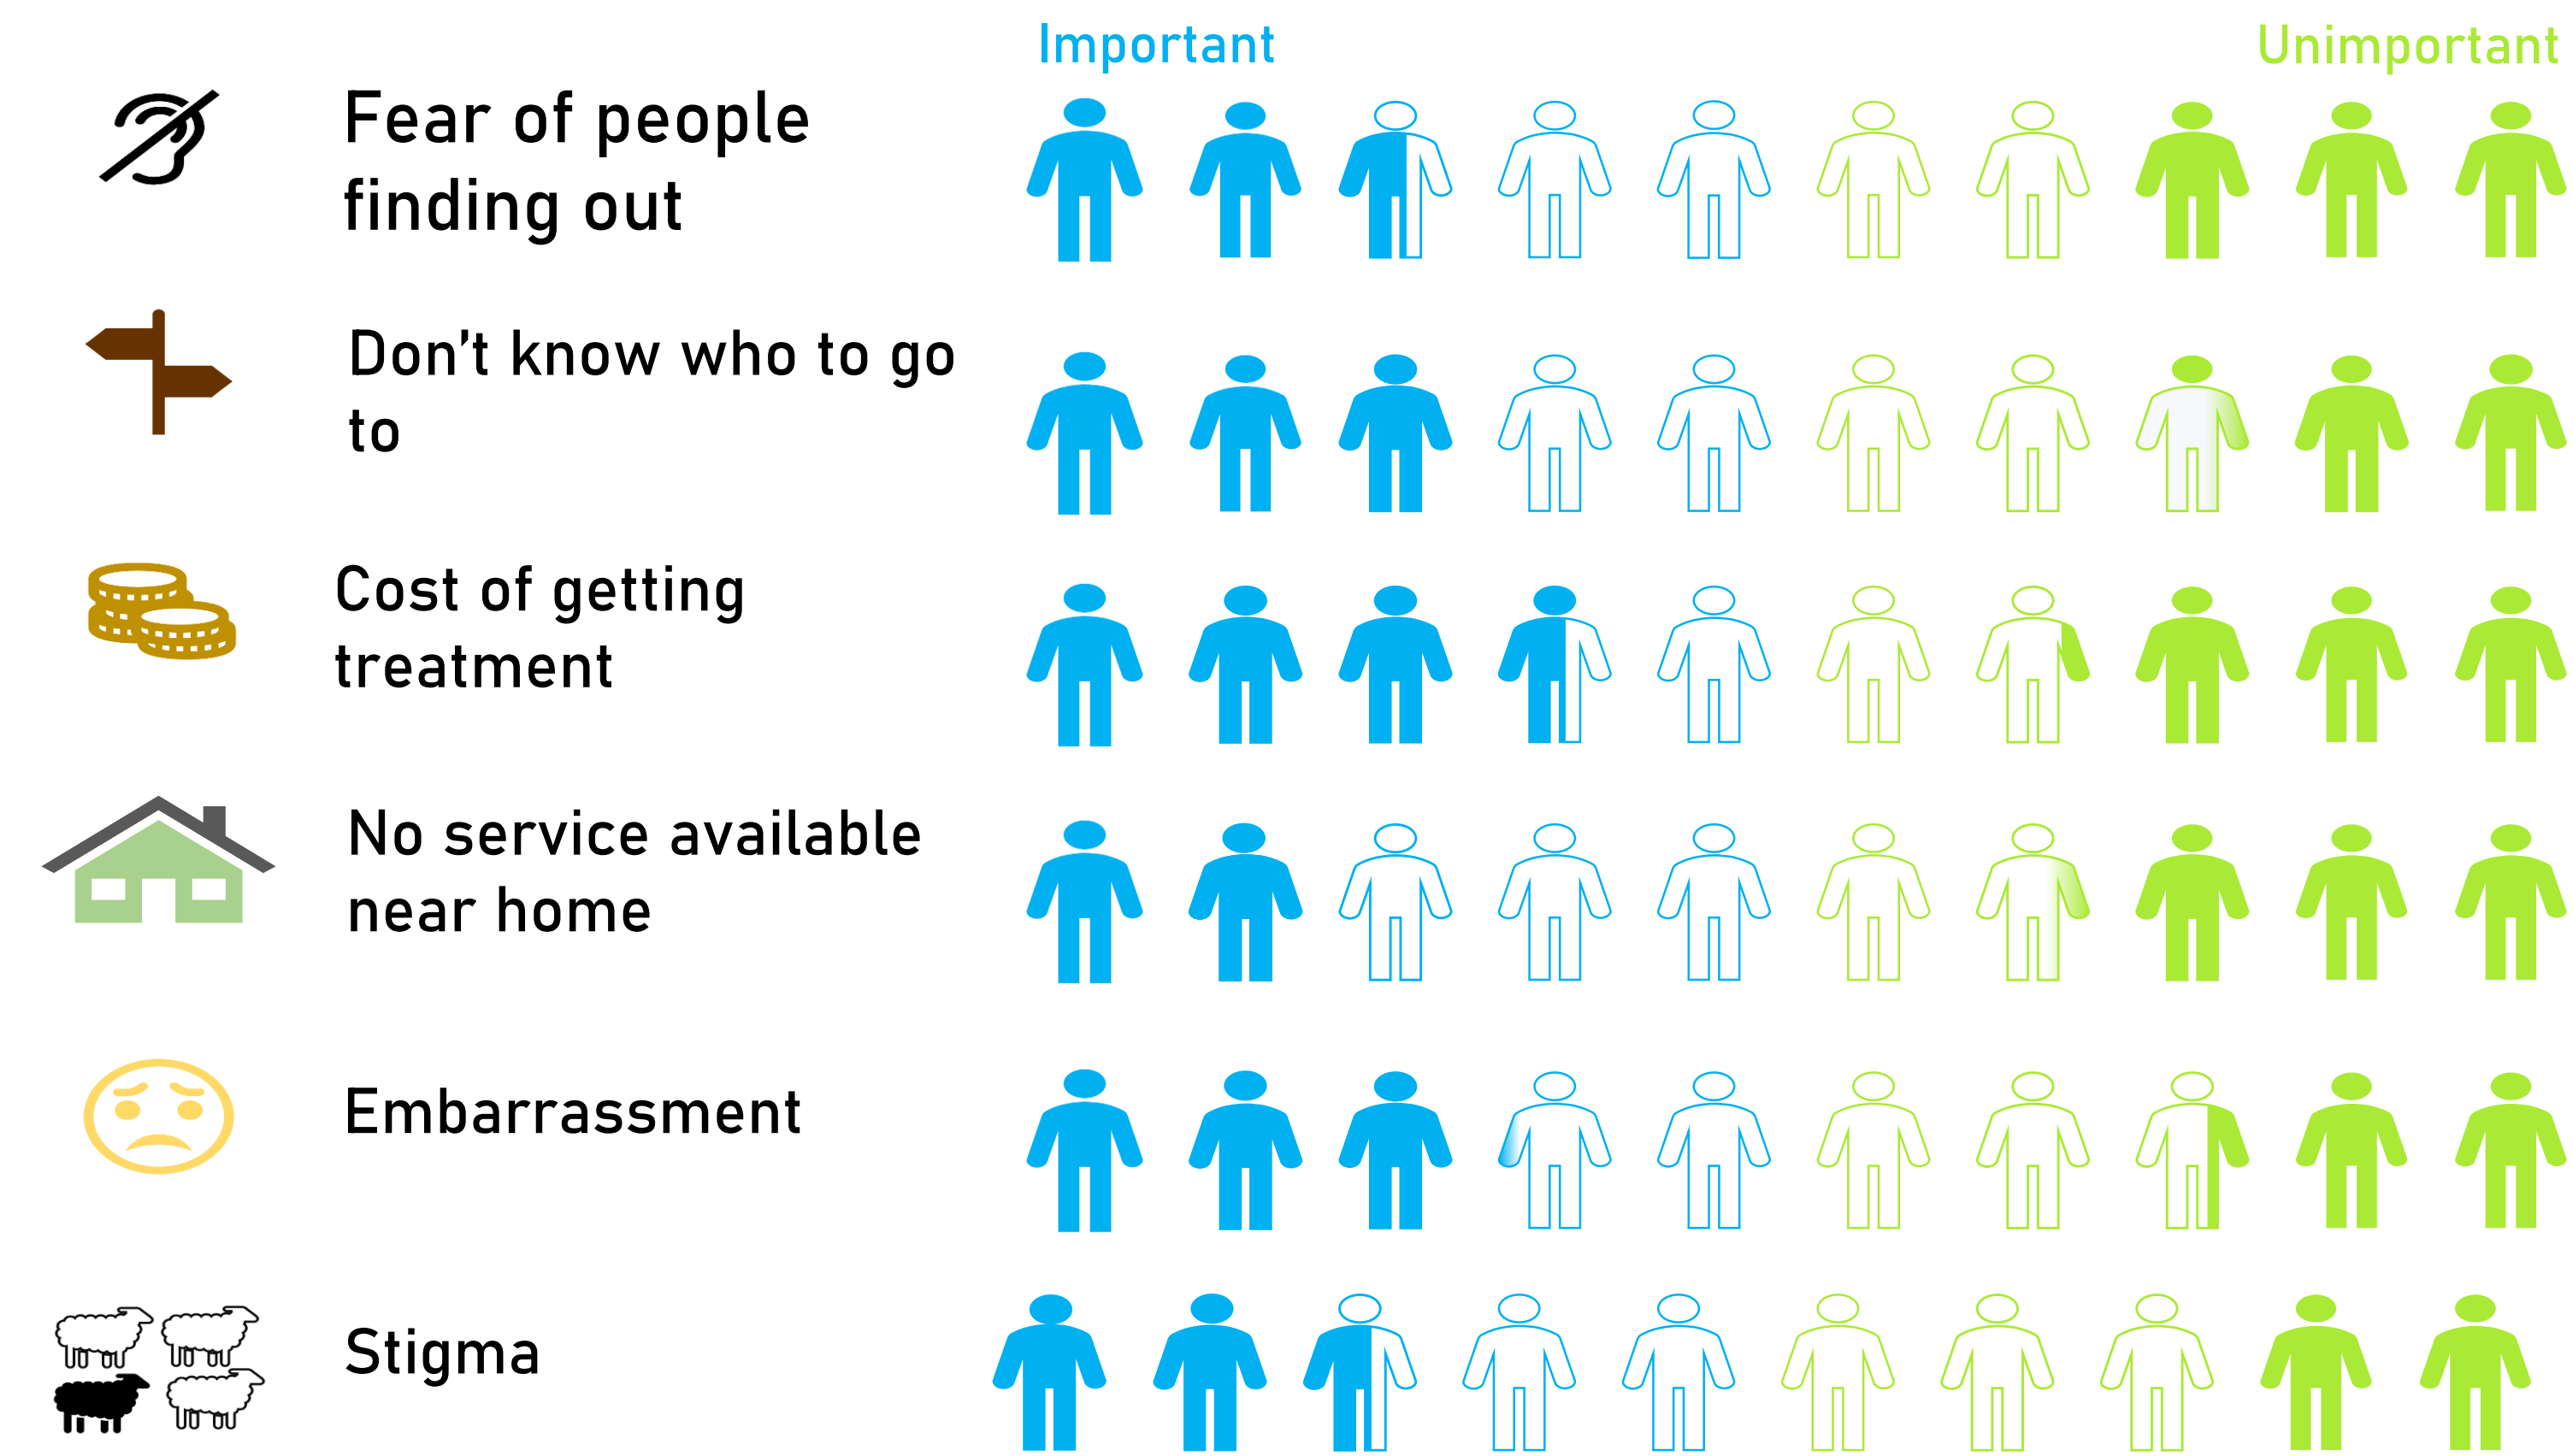 Important
Unimportant
Fear of people
finding out
Don’t know who to go
to
Cost of getting
treatment
No service available
near home
Embarrassment
Stigma